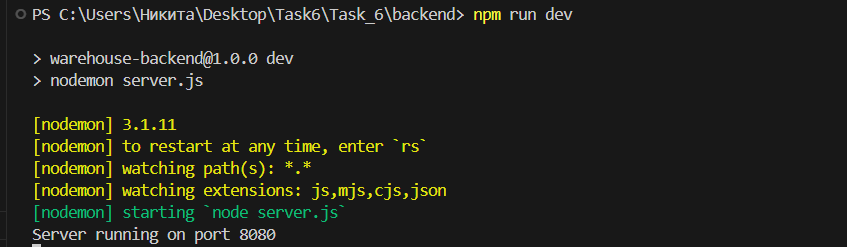 PS C:\Users\Никита\Desktop\Task6\Task_6\backend> npm run dev
> warehouse-backend@1.0.0 dev
> nodemon server.js
[nodemon] 3.1.11
[nodemon] to restart at any time, enter `rs`
[nodemon] watching path(s): *.*
[nodemon] watching extensions: js,mjs,cjs,json
[nodemon] starting `node server.js`
Server running on port 8080